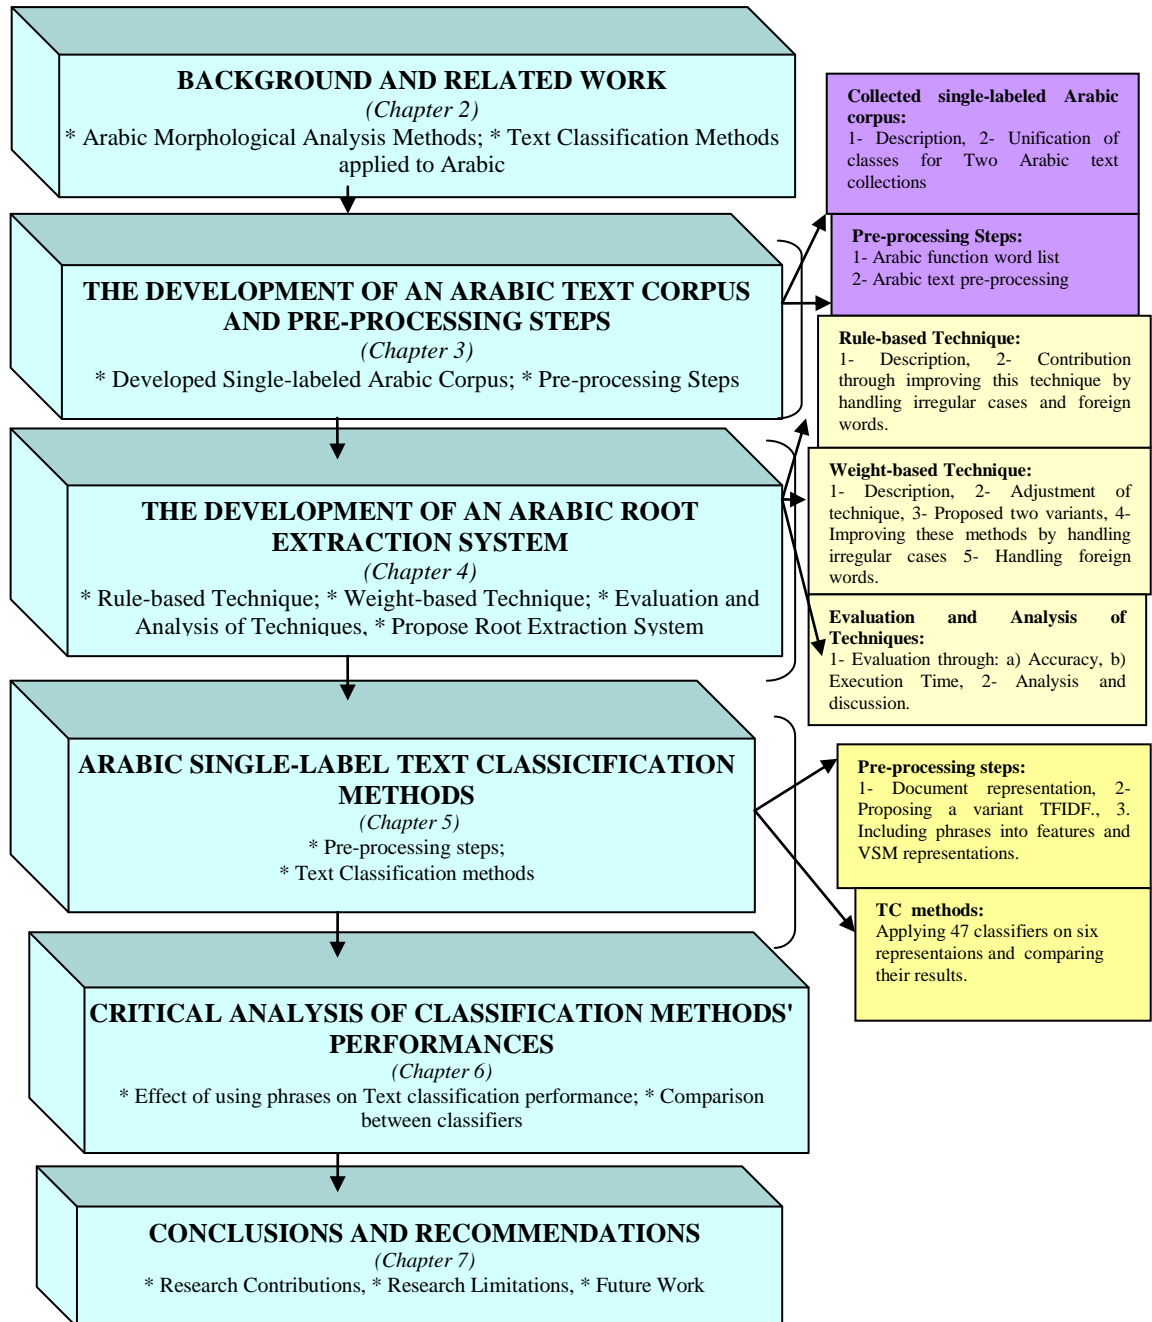 BACKGROUND AND RELATED WORK
(Chapter 2)
* Arabic Morphological Analysis Methods; * Text Classification Methods
applied to Arabic
Collected single-labeled Arabic
corpus:
1- Description, 2- Unification of
classes for Two Arabic text
collections
Pre-processing Steps:
1- Arabic function word list
2- Arabic text pre-processing
THE DEVELOPMENT OF AN ARABIC TEXT CORPUS
AND PRE-PROCESSING STEPS
(Chapter 3)
* Developed Single-labeled Arabic Corpus; * Pre-processing Steps
Rule-based Technique:
1- Description, 2- Contribution
through improving this technique by
handling irregular cases and foreign
words.
Weight-based Technique:
1- Description, 2- Adjustment of
technique, 3- Proposed two variants, 4-
Improving these methods by handling
irregular cases 5- Handling foreign
words.
THE DEVELOPMENT OF AN ARABIC ROOT
EXTRACTION SYSTEM
(Chapter 4)
* Rule-based Technique; * Weight-based Technique; * Evaluation and
Analysis of Techniques, * Propose Root Extraction System
Evaluation and Analysis of
Techniques:
1- Evaluation through: a) Accuracy, b)
Execution Time, 2- Analysis and
discussion.
ARABIC SINGLE-LABEL TEXT CLASSICIFICATION
METHODS
(Chapter 5)
* Pre-processing steps;
* Text Classification methods
Pre-processing steps:
1- Document representation, 2-
Proposing a variant TFIDF., 3.
Including phrases into features and
VSM representations.
TC methods:
Applying 47 classifiers on six
representaions and comparing
their results.
CRITICAL ANALYSIS OF CLASSIFICATION METHODS'
PERFORMANCES
(Chapter 6)
* Effect of using phrases on Text classification performance; * Comparison
between classifiers
CONCLUSIONS AND RECOMMENDATIONS
(Chapter 7)
* Research Contributions, * Research Limitations, * Future Work